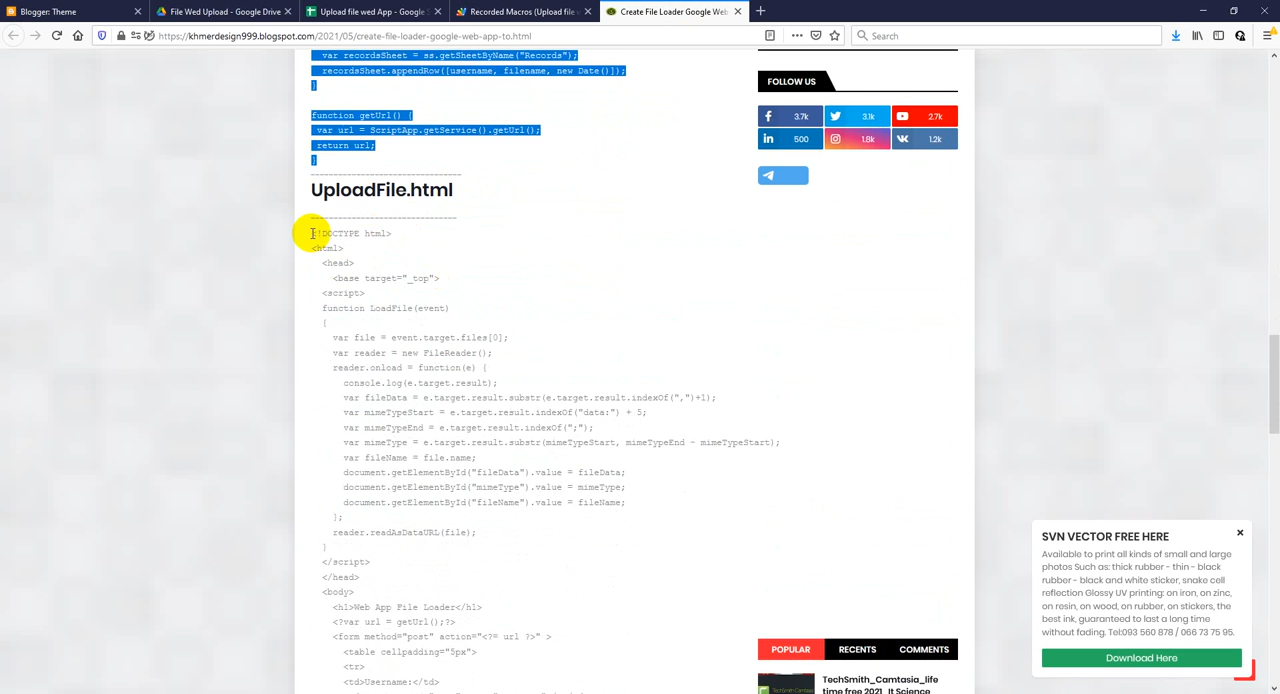 Blogger: Theme
File Wed Upload - Google Drive
Upload file wed App - Google S
Recorded Macros (Upload file w
Create File Loader Google Web
https://khmerdesign999.blogspot.com/2021/05/create-file-loader-google-web-app-to.html
Search
var recordsSheet = ss.getSheetByName("Records");
recordsSheet.appendRow([username, filename, new Date()]);
}
function getUrl() {
var url = ScriptApp.getService().getUrl();
return url;
}
--------------------------------
UploadFile.html
-------------------------------
<!DOCTYPE html>
<html>
<head>
<base target="_top">
<script>
function LoadFile(event)
{
var file = event.target.files[0];
var reader = new FileReader();
reader.onload = function(e) {
console.log(e.target.result);
var fileData = e.target.result.substr(e.target.result.indexOf(",")+1);
var mimeTypeStart = e.target.result.indexOf("data:") + 5;
var mimeTypeEnd = e.target.result.indexOf(";");
var mimeType = e.target.result.substr(mimeTypeStart, mimeTypeEnd - mimeTypeStart);
var fileName = file.name;
document.getElementById("fileData").value = fileData;
document.getElementById("mimeType").value = mimeType;
document.getElementById("fileName").value = fileName;
};
reader.readAsDataURL(file);
}
</script>
</head>
<body>
<h1>Web App File Loader</h1>
<?var url = getUrl();?>
<form method="post" action="<?= url ?>" >
<table cellpadding="5px">
<tr>
<td>Username:</td>
FOLLOW US
3.7k
3.1k
2.7k
500
1.8k
1.2k
SVN VECTOR FREE HERE
Available to print all kinds of small and large
photos Such as: thick rubber - thin - black
rubber - black and white sticker, snake cell
reflection Glossy UV printing: on iron, on zinc,
on resin, on wood, on rubber, on stickers, the
best ink, guaranteed to last a long time
without fading. Tel:093 560 878 / 066 73 75 95.
Download Here
POPULAR
RECENTS
COMMENTS
TechSmith_Camtasia_life
time free 2021_It Science